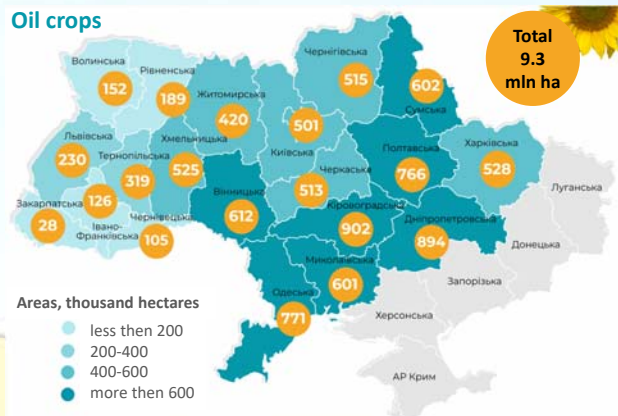 Oil crops
Total
9.3
mln ha
Волинська
152
Рівненська
189
Житомирська
420
Чернігівська
515
602
Сумська
501
Київська
Львівська
230
Тернопільська
319
Хмельницька
525
Полтавська
766
Харківська
528
Луганська
Черкаська
513
Вінницька
612
Кіровоградська
902
Дніпропетровська
894
Донецька
Закарпатська
28
126
Івано-
Франківська
Чернівецька
105
Миколаївська
601
Одеська
771
Запорізька
Херсонська
АР Крим
Areas, thousand hectares
less then 200
200-400
400-600
more then 600